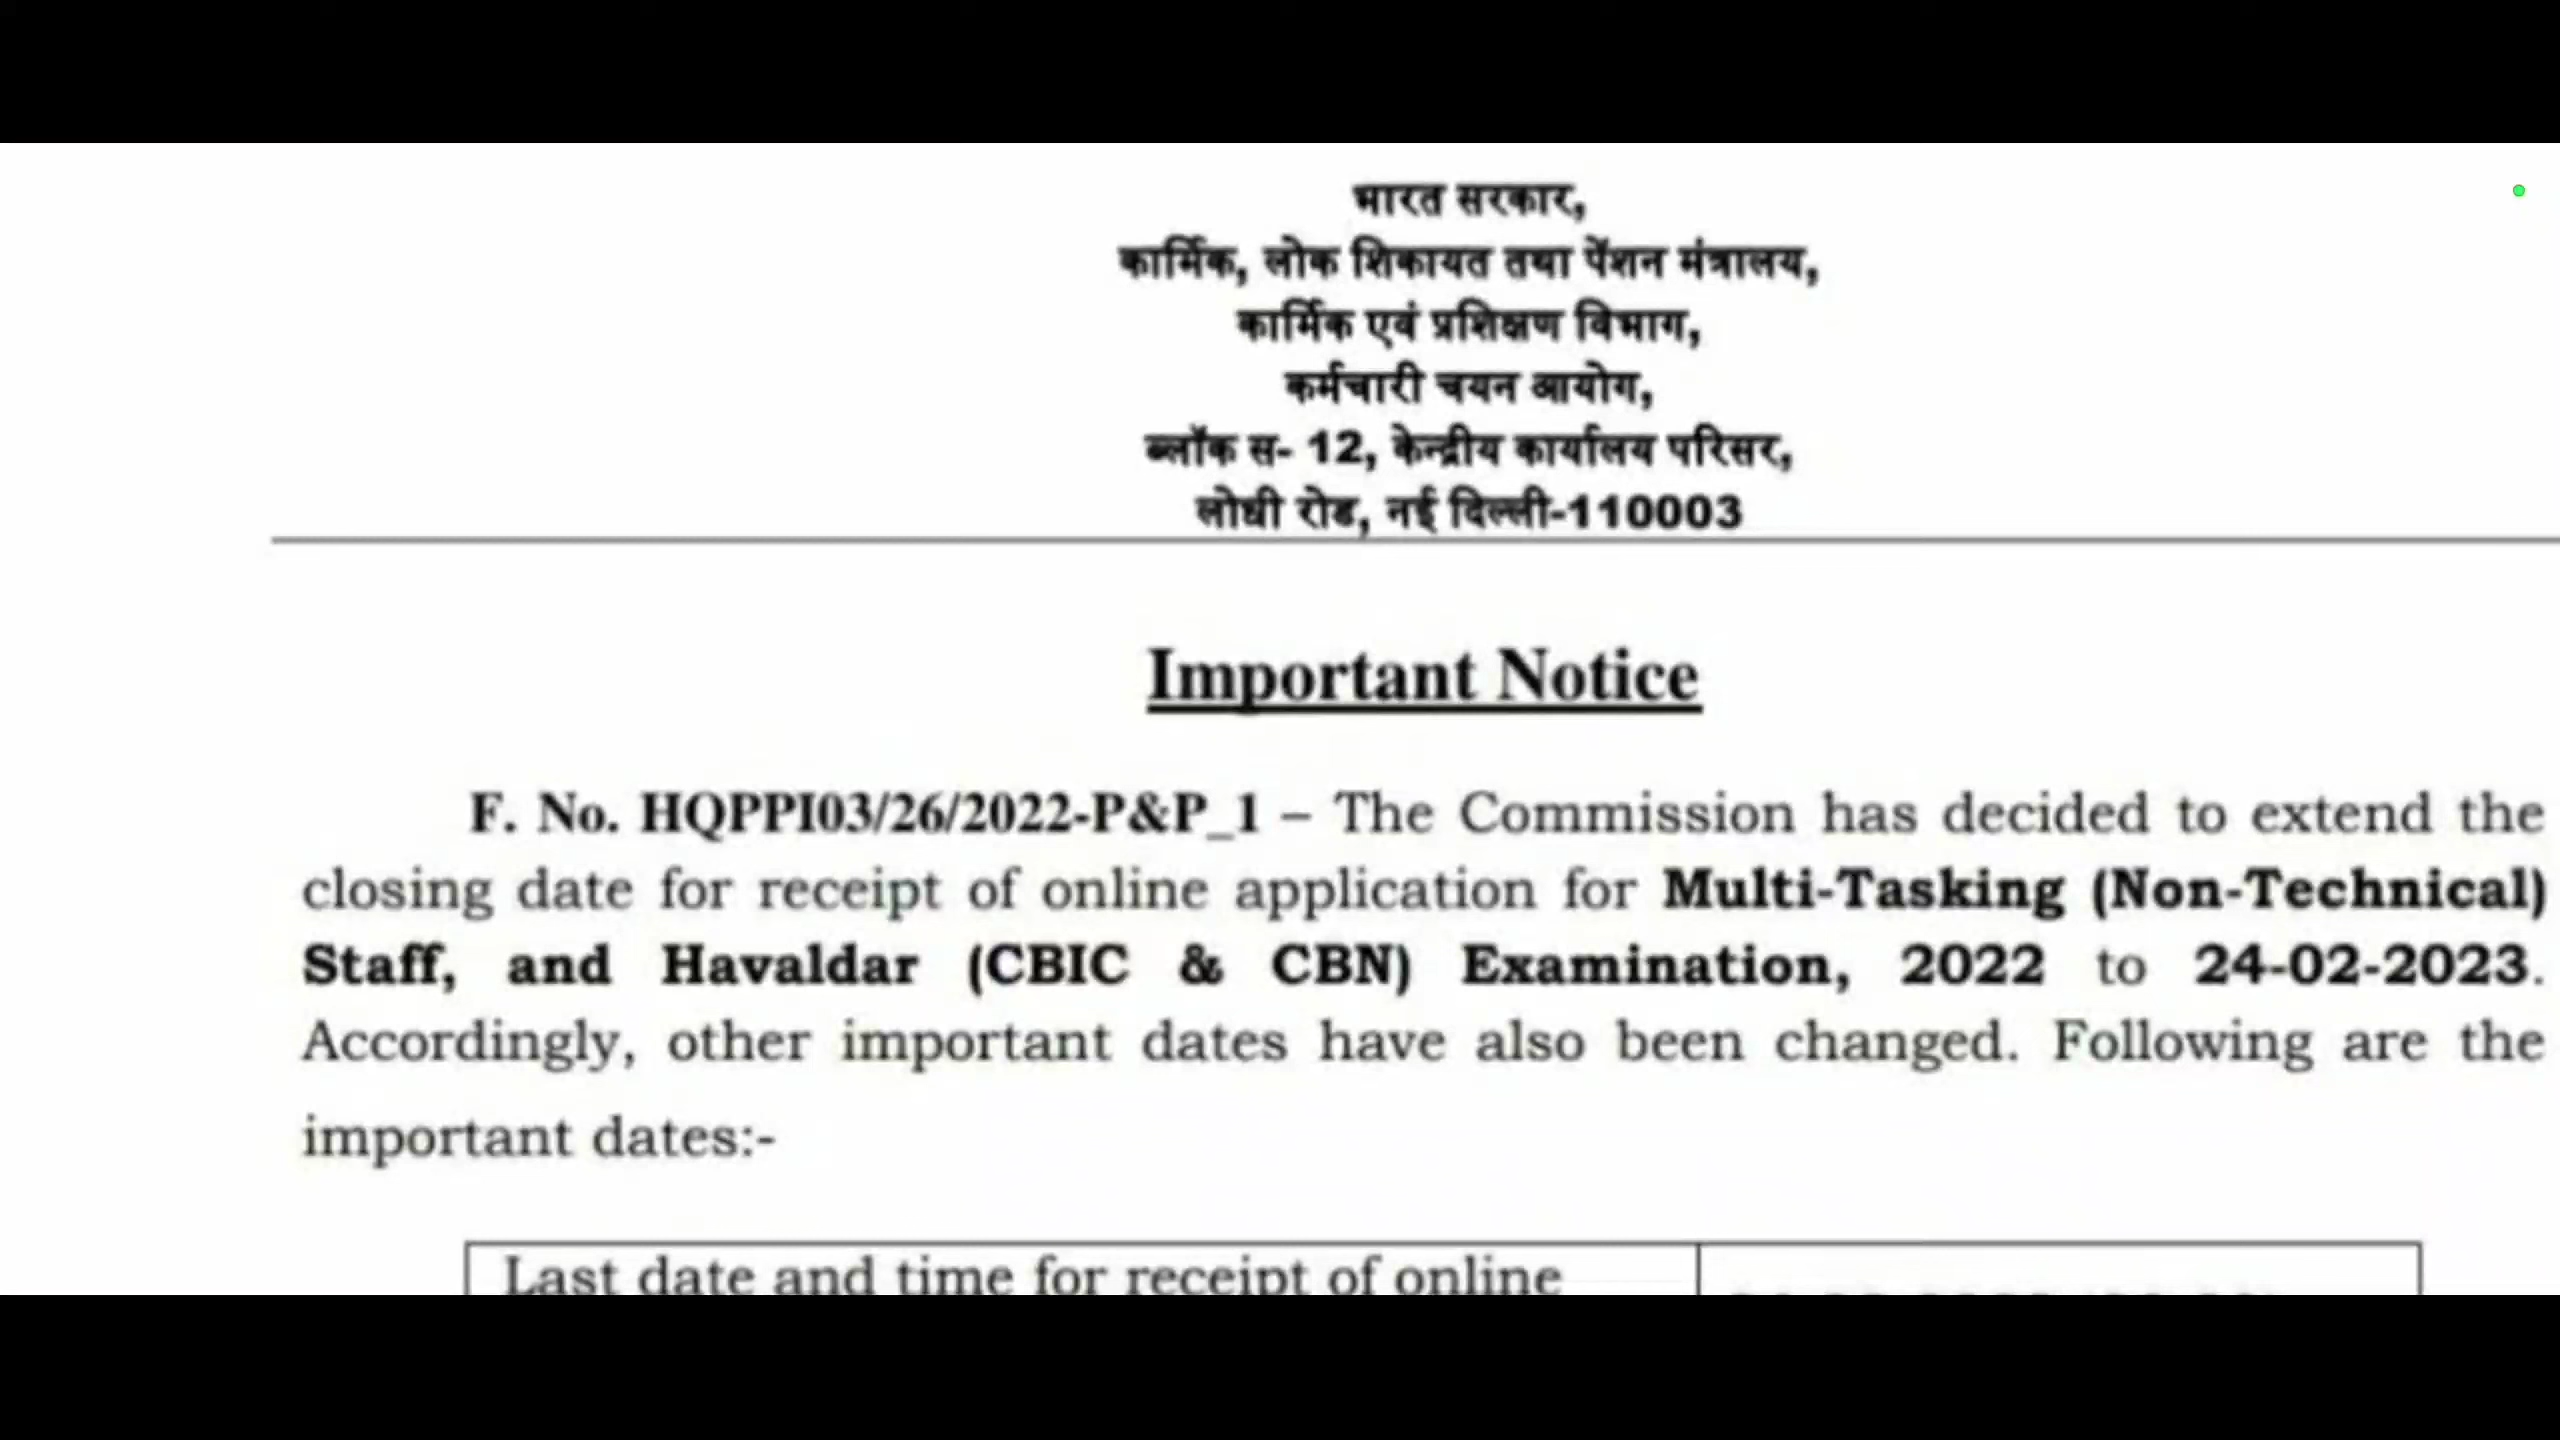 भारत सरकार,
कार्मिक, लोक शिकायत तथा पेंशन मंत्रालय,
कार्मिक एवं प्रशिक्षण विभाग,
कर्मचारी चयन आयोग,
ब्लॉक स- 12, केन्द्रीय कार्यालय परिसर,
लोधी रोड, नई दिल्ली-110003
Important Notice
F. No. HQPPI03/26/2022-P&P_1 – The Commission has decided to extend the
closing date for receipt of online application for Multi-Tasking (Non-Technical)
Staff, and Havaldar (CBIC & CBN) Examination, 2022 to 24-02-2023.
Accordingly, other important dates have also been changed. Following are the
important dates:-
Last date and time for receipt of online